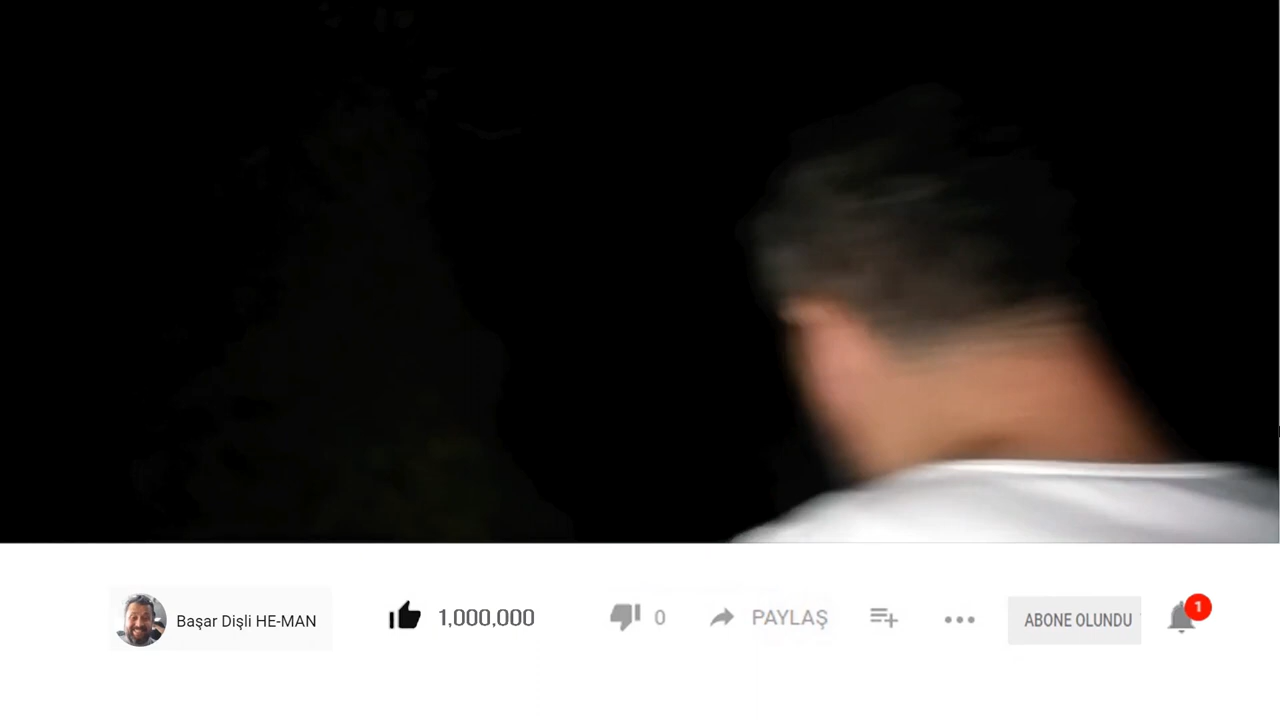 Başar Dişli HE-MAN
1,000,000
0
PAYLAŞ
ABONE OLUNDU
1